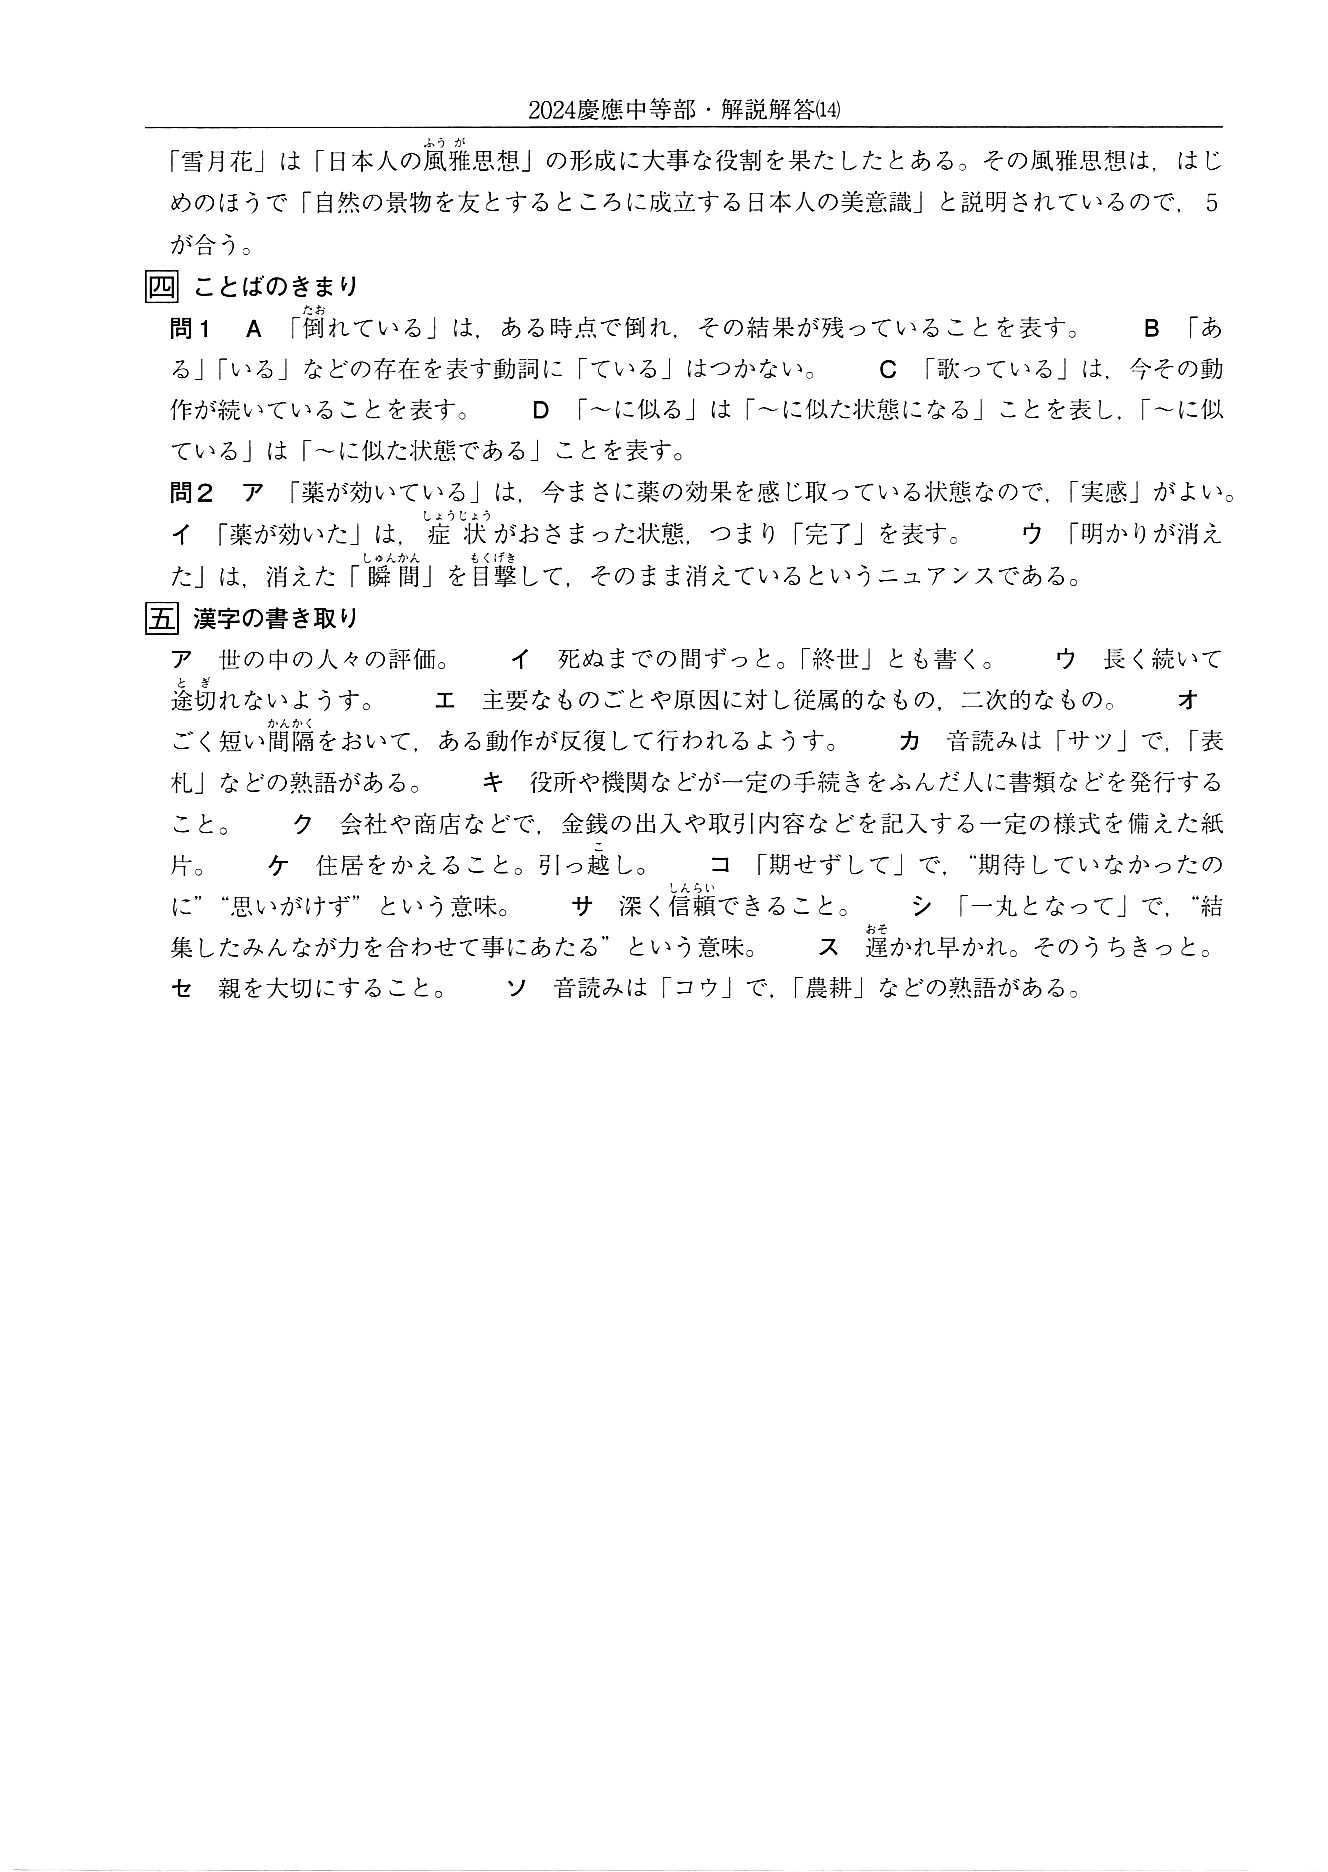 2024慶應中等部・解説解答(14)
「雪月花」は「日本人の風雅思想」の形成に大事な役割を果たしたとある。その風雅思想は，はじ
めのほうで「自然の景物を友とするところに成立する日本人の美意識」と説明されているので，5
が合う。
四 ことばのきまり
問1 A 「倒れている」は，ある時点で倒れ，その結果が残っていることを表す。 B 「あ
る」「いる」などの存在を表す動詞に「ている」はつかない。 C 「歌っている」は，今その動
作が続いていることを表す。 D 「～に似る」は「～に似た状態になる」ことを表し，「～に似
ている」は「～に似た状態である」ことを表す。
問2 ア 「薬が効いている」は，今まさに薬の効果を感じ取っている状態なので，「実感」がよい。
イ 「薬が効いた」は，症状がおさまった状態，つまり「完了」を表す。 ウ 「明かりが消え
た」は，消えた「瞬間」を目撃して，そのまま消えているというニュアンスである。
五 漢字の書き取り
ア 世の中の人々の評価。 イ 死ぬまでの間ずっと。「終世」とも書く。 ウ 長く続いて
途切れないようす。 エ 主要なものごとや原因に対し従属的なもの，二次的なもの。 オ
ごく短い間隔をおいて，ある動作が反復して行われるようす。 カ 音読みは「サツ」で，「表
札」などの熟語がある。 キ 役所や機関などが一定の手続きをふんだ人に書類などを発行する
こと。 ク 会社や商店などで，金銭の出入や取引内容などを記入する一定の様式を備えた紙
片。 ケ 住居をかえること。引っ越し。 コ 「期せずして」で，“期待していなかったの
に”“思いがけず”という意味。 サ 深く信頼できること。 シ 「一丸となって」で，“結
集したみんなが力を合わせて事にあたる”という意味。 ス 遅かれ早かれ。そのうちきっと。
セ 親を大切にすること。 ソ 音読みは「コウ」で，「農耕」などの熟語がある。